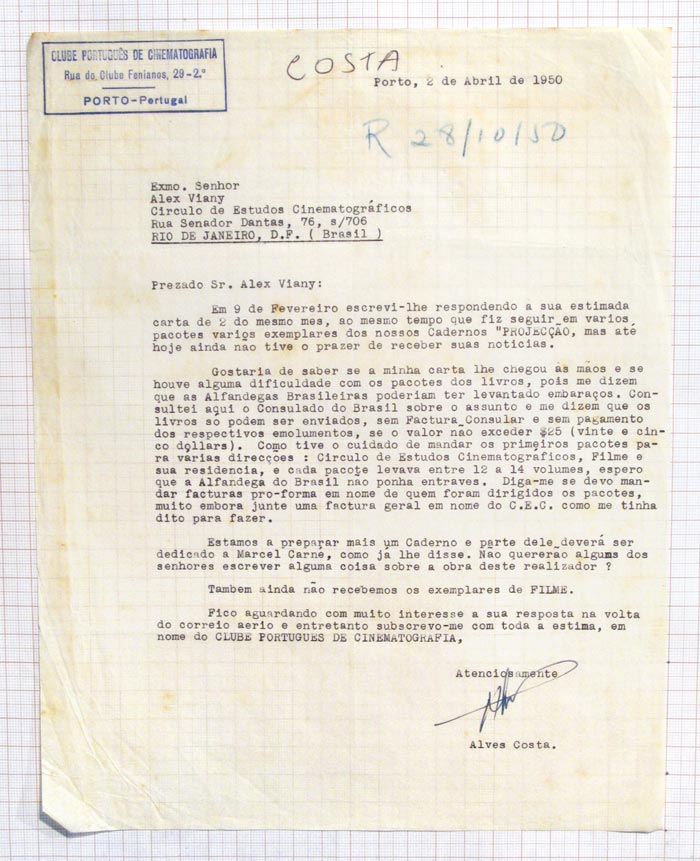 CLUBE PORTUGUÊS DE CINEMATOGRAFIA
Rua do Clube Fenianos, 29-2.º
PORTO-Portugal
COSTA
Porto, 2 de Abril de 1950
R 28/10/50
Exmo. Senhor
Alex Viany
Circulo de Estudos Cinematográficos
Rua Senador Dantas, 76, s/706
RIO DE JANEIRO, D.F. ( Brasil )
Prezado Sr. Alex Viany:
Em 9 de Fevereiro escrevi-lhe respondendo a sua estimada
carta de 2 do mesmo mes, ao mesmo tempo que fiz seguir em varios
pacotes varios exemplares dos nossos Cadernos "PROJECÇÃO, mas até
hoje ainda nao tive o prazer de receber suas noticias.
Gostaria de saber se a minha carta lhe chegou às mãos e se
houve alguma dificuldade com os pacotes dos livros, pois me dizem
que as Alfandegas Brasileiras poderiam ter levantado embaraços. Con-
sultei aqui o Consulado do Brasil sobre o assunto e me dizem que os
livros so podem ser enviados, sem Factura Consular e sem pagamento
dos respectivos emolumentos, se o valor não exceder $25 (vinte e cin-
co dollars). Como tive o cuidado de mandar os primeiros pacotes pa-
ra varias direcções : Circulo de Estudos Cinematograficos, Filme e
sua residencia, e cada pacote levava entre 12 a 14 volumes, espero
que a Alfandega do Brasil nao ponha entraves. Diga-me se devo man-
dar facturas pro-forma em nome de quem foram dirigidos os pacotes,
muito embora junte uma factura geral em nome do C.E.C. como me tinha
dito para fazer.
Estamos a preparar mais um Caderno e parte dele deverá ser
dedicado a Marcel Carne, como já lhe disse. Nao quererão alguns dos
senhores escrever alguma coisa sobre a obra deste realizador ?
Tambem ainda não recebemos os exemplares de FILME.
Fico aguardando com muito interesse a sua resposta na volta
do correio aerio e entretanto subscrevo-me com toda a estima, em
nome do CLUBE PORTUGUES DE CINEMATOGRAFIA,
Atenciosamente
Alves Costa.